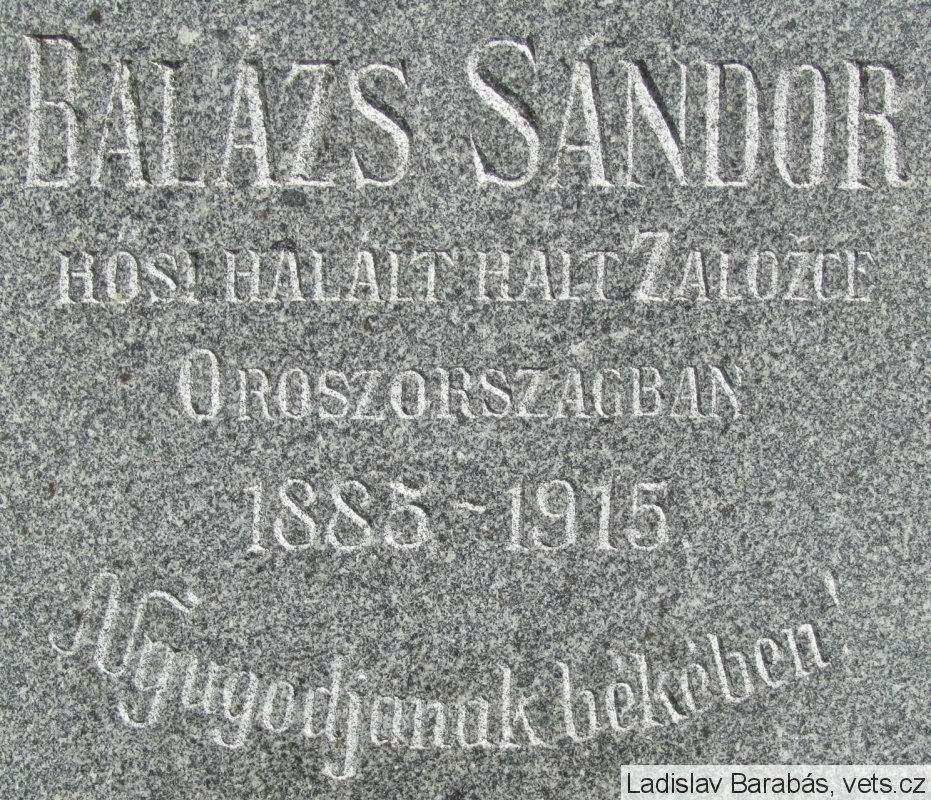 BALÁZS SÁNDOR
HŐSI HALÁLT HALT ZALOŽCE
OROSZORSZÁGBAN
1885 - 1915.
Nyugodjanak békében!
Ladislav Barabás, vets.cz